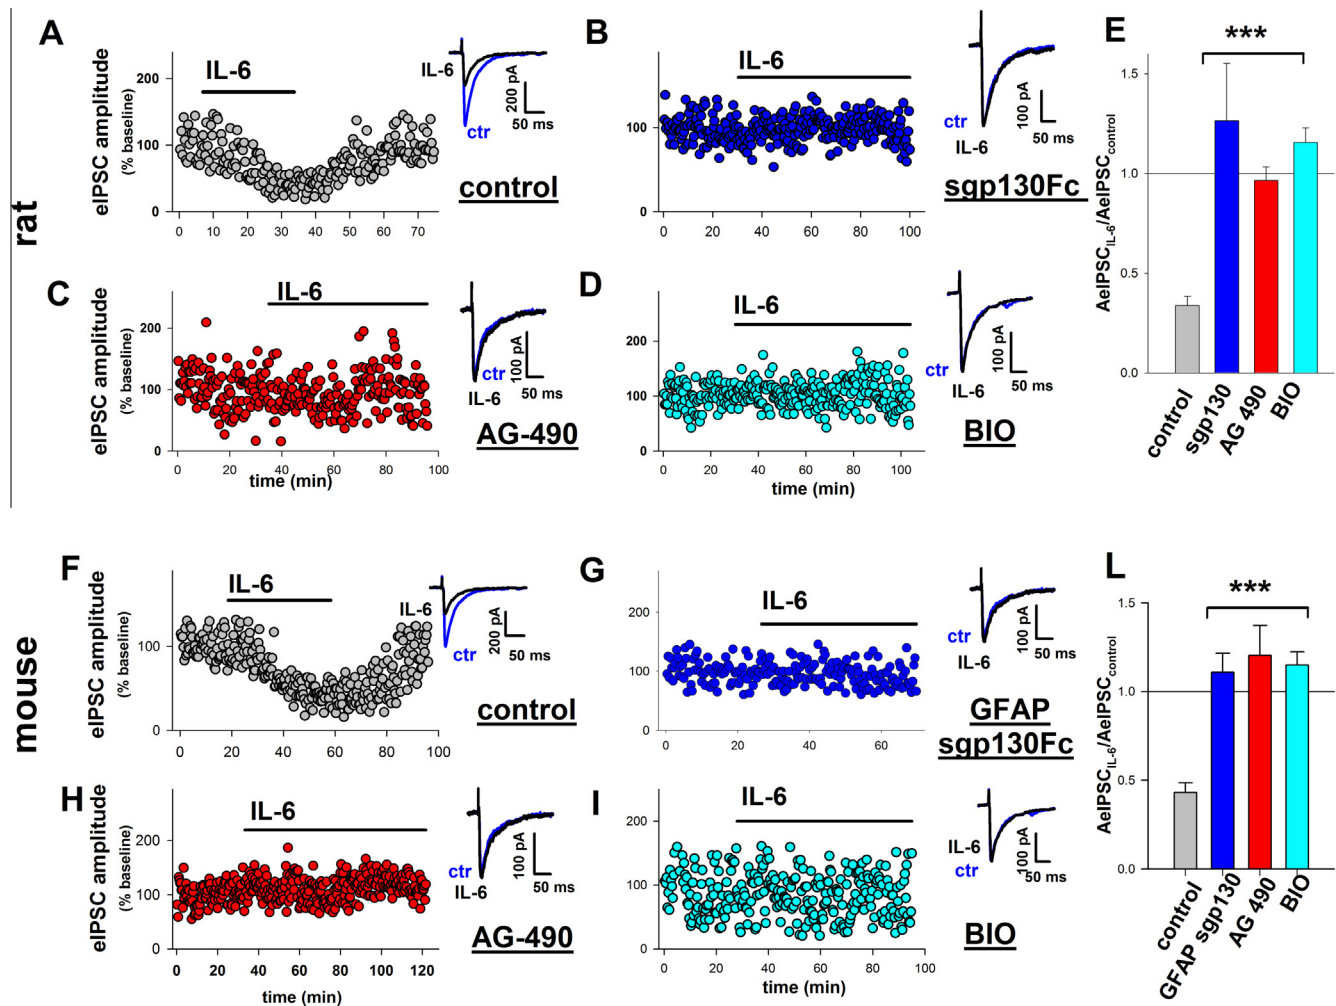 rat
A
eIPSC amplitude
(% baseline)
200
100
0
IL-6
0 10 20 30 40 50 60 70
IL-6
ctr
200 pA
50 ms
control
B
200
100
0
IL-6
0 20 40 60 80 100
ctr
IL-6
100 pA
50 ms
sgp130Fc
C
eIPSC amplitude
(% baseline)
200
100
0
IL-6
0 20 40 60 80 100
time (min)
ctr
IL-6
100 pA
50 ms
AG-490
D
200
100
0
IL-6
0 20 40 60 80 100
time (min)
ctr
IL-6
100 pA
50 ms
BIO
E
***
AeIPSC_IL-6/AeIPSC_control
1.5
1.0
0.5
0.0
control
sgp130
AG 490
BIO
mouse
F
eIPSC amplitude
(% baseline)
200
100
0
IL-6
0 20 40 60 80 100
IL-6
ctr
200 pA
50 ms
control
G
200
100
0
IL-6
0 20 40 60
ctr
IL-6
100 pA
50 ms
GFAP
sgp130Fc
H
eIPSC amplitude
(% baseline)
200
100
0
IL-6
0 20 40 60 80 100 120
time (min)
ctr
IL-6
100 pA
50 ms
AG-490
I
200
150
100
50
0
IL-6
0 20 40 60 80 100
time (min)
IL-6
ctr
100 pA
50 ms
BIO
L
***
AeIPSC_IL-6/AeIPSC_control
1.5
1.0
0.5
0.0
control
GFAP sgp130
AG 490
BIO